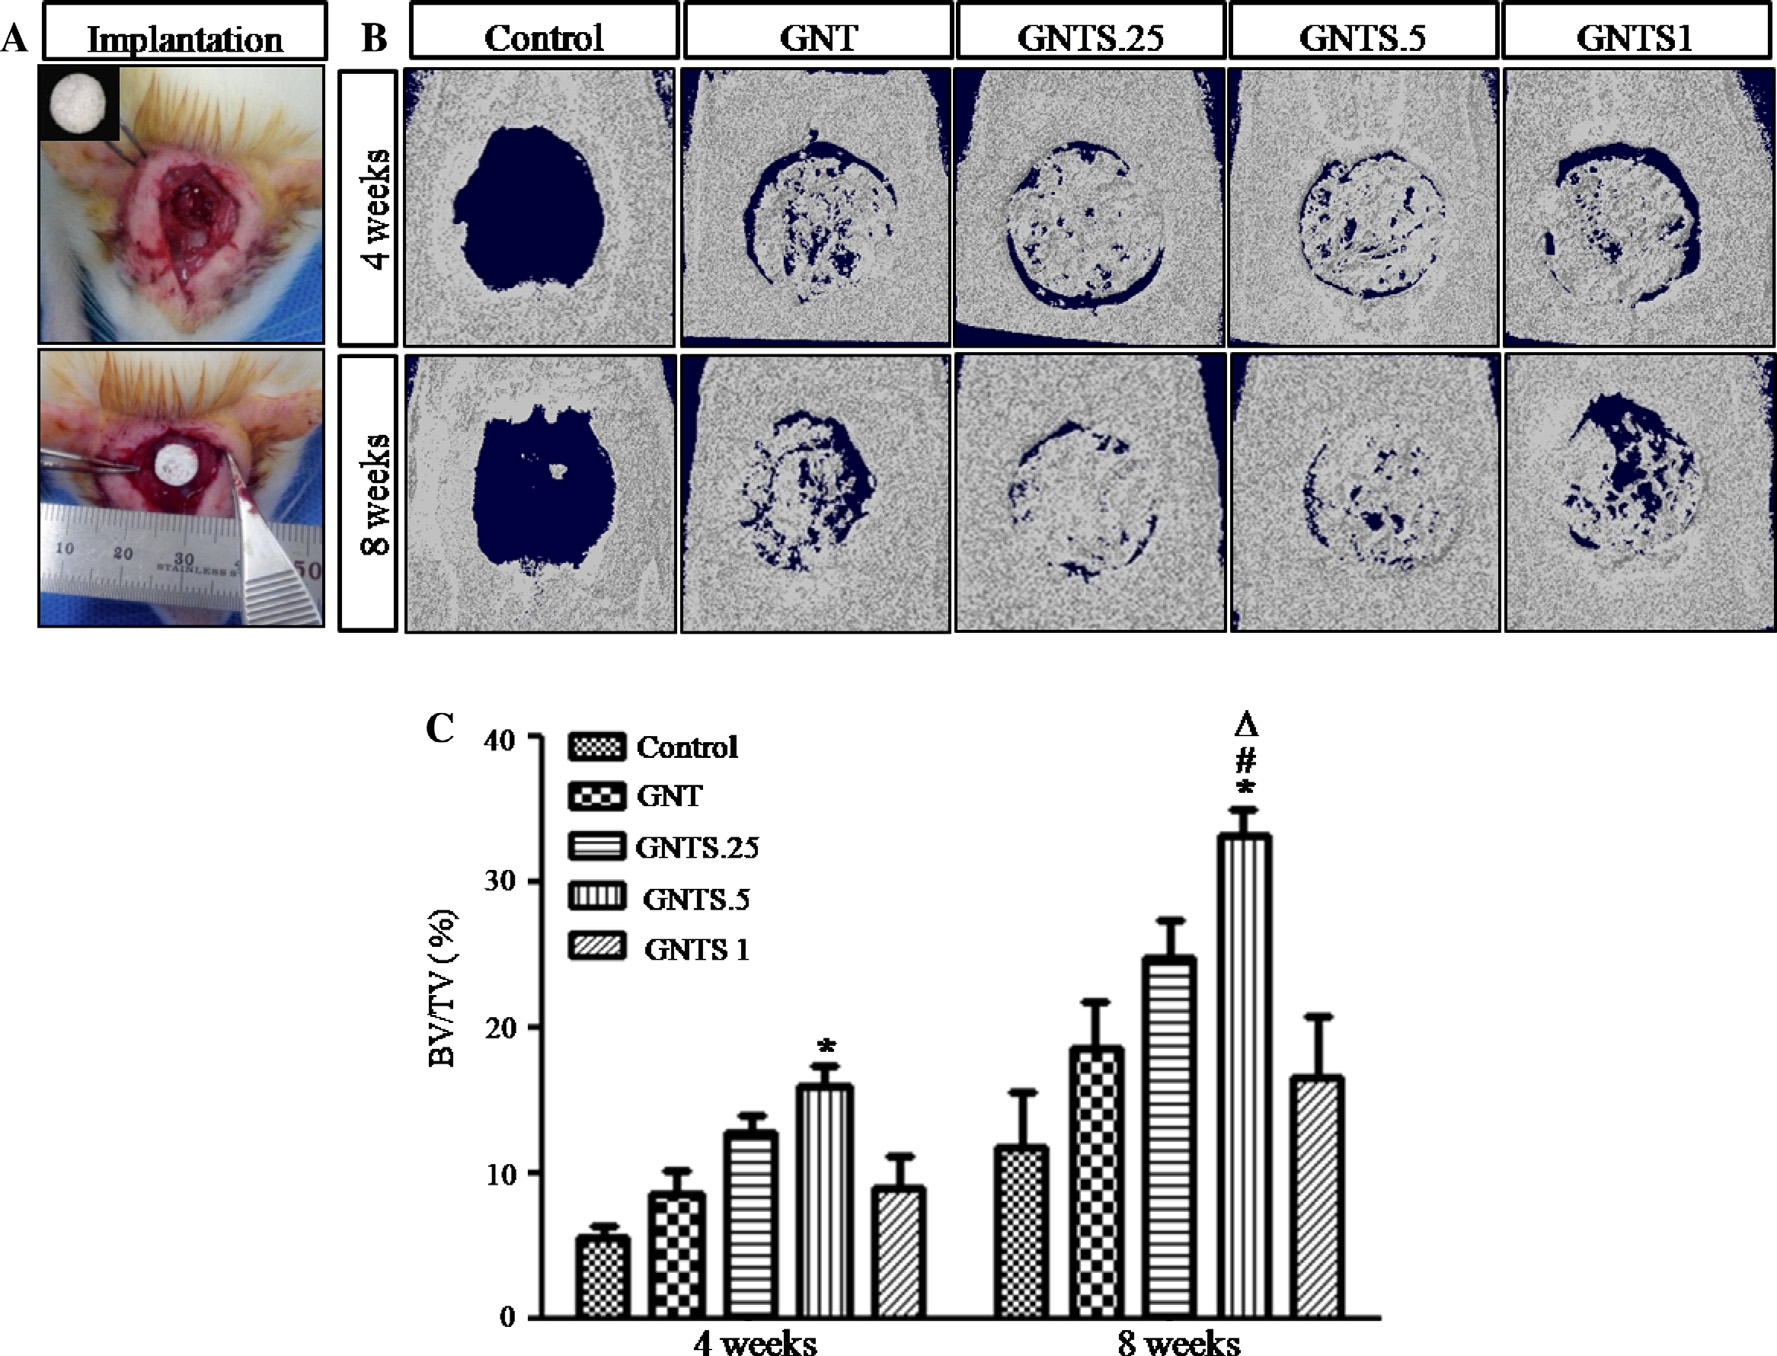 A Implantation B Control GNT GNTS.25 GNTS.5 GNTS1
4 weeks
8 weeks
10 20 30 50
STAINLESS
C
40
30
20
10
0
BV/TV (%)
Control
GNT
GNTS.25
GNTS.5
GNTS 1
*
Δ
#
*
4 weeks 8 weeks